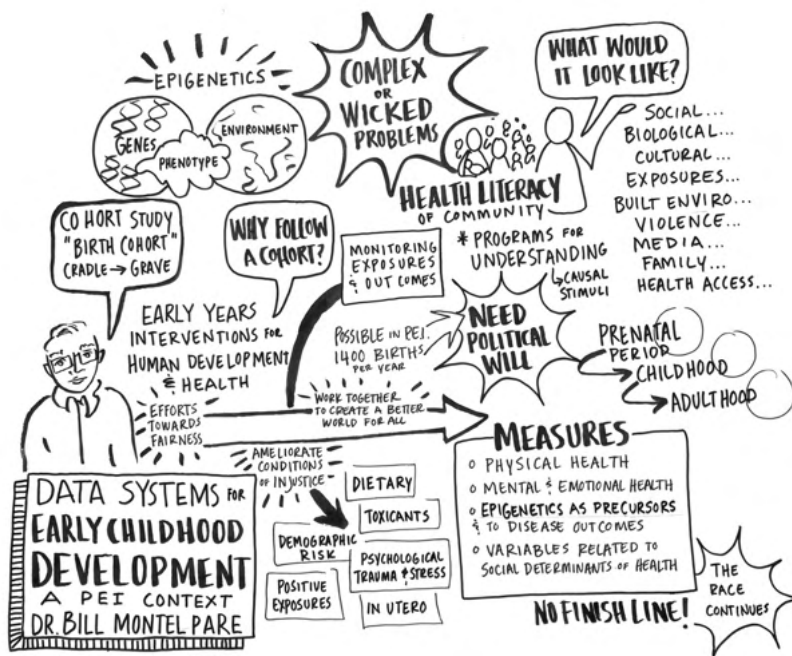 EPIGENETICS
GENES
PHENOTYPE
ENVIRONMENT
COMPLEX
OR
WICKED
PROBLEMS
WHAT WOULD
IT LOOK LIKE?
SOCIAL...
BIOLOGICAL...
CULTURAL...
EXPOSURES...
BUILT ENVIRO...
VIOLENCE...
MEDIA...
FAMILY...
HEALTH ACCESS...
HEALTH LITERACY
OF COMMUNITY
* PROGRAMS FOR
UNDERSTANDING
↳ CAUSAL
STIMULI
COHORT STUDY
"BIRTH COHORT"
CRADLE → GRAVE
WHY FOLLOW
A COHORT?
MONITORING
EXPOSURES
& OUTCOMES
EARLY YEARS
INTERVENTIONS FOR
HUMAN DEVELOPMENT
& HEALTH
POSSIBLE IN PEI.
1400 BIRTHS
PER YEAR
NEED
POLITICAL
WILL
PRENATAL
PERIOD
CHILDHOOD
ADULTHOOD
EFFORTS
TOWARDS
FAIRNESS
WORK TOGETHER
TO CREATE A BETTER
WORLD FOR ALL
AMELIORATE
CONDITIONS
OF INJUSTICE
DIETARY
TOXICANTS
DEMOGRAPHIC
RISK
PSYCHOLOGICAL
TRAUMA & STRESS
POSITIVE
EXPOSURES
IN UTERO
MEASURES
o PHYSICAL HEALTH
o MENTAL & EMOTIONAL HEALTH
o EPIGENETICS AS PRECURSORS
& TO DISEASE OUTCOMES
o VARIABLES RELATED TO
SOCIAL DETERMINANTS OF HEALTH
DATA SYSTEMS FOR
EARLY CHILDHOOD
DEVELOPMENT
A PEI CONTEXT
DR. BILL MONTELPARE
NO FINISH LINE!
THE
RACE
CONTINUES